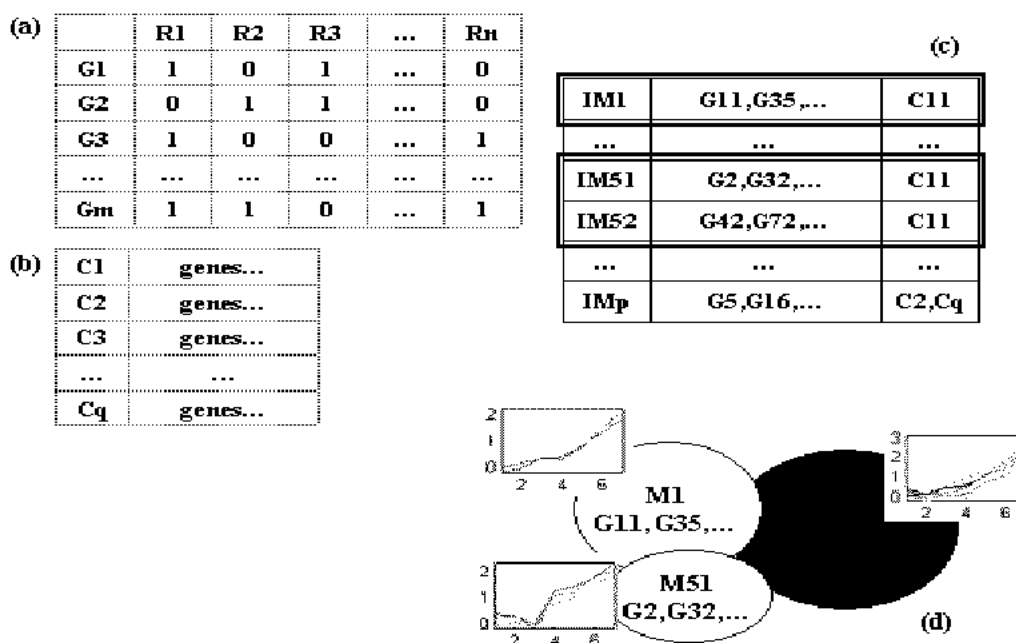 (a)
R1 R2 R3 ... Rn
G1 1 0 1 ... 0
G2 0 1 1 ... 0
G3 1 0 0 ... 1
... ... ... ... ... ...
Gm 1 1 0 ... 1
(b)
C1 genes...
C2 genes...
C3 genes...
... ...
Cq genes...
(c)
IM1 G11,G35,... C11
... ... ...
IM51 G2,G32,... C11
IM52 G42,G72,... C11
... ... ...
IMp G5,G16,... C2,Cq
2
1
0
2 4 6
3
2
1
0
2 4 6
M1
G11, G35,...
2
1
0
2 4 6
M51
G2,G32,...
(d)